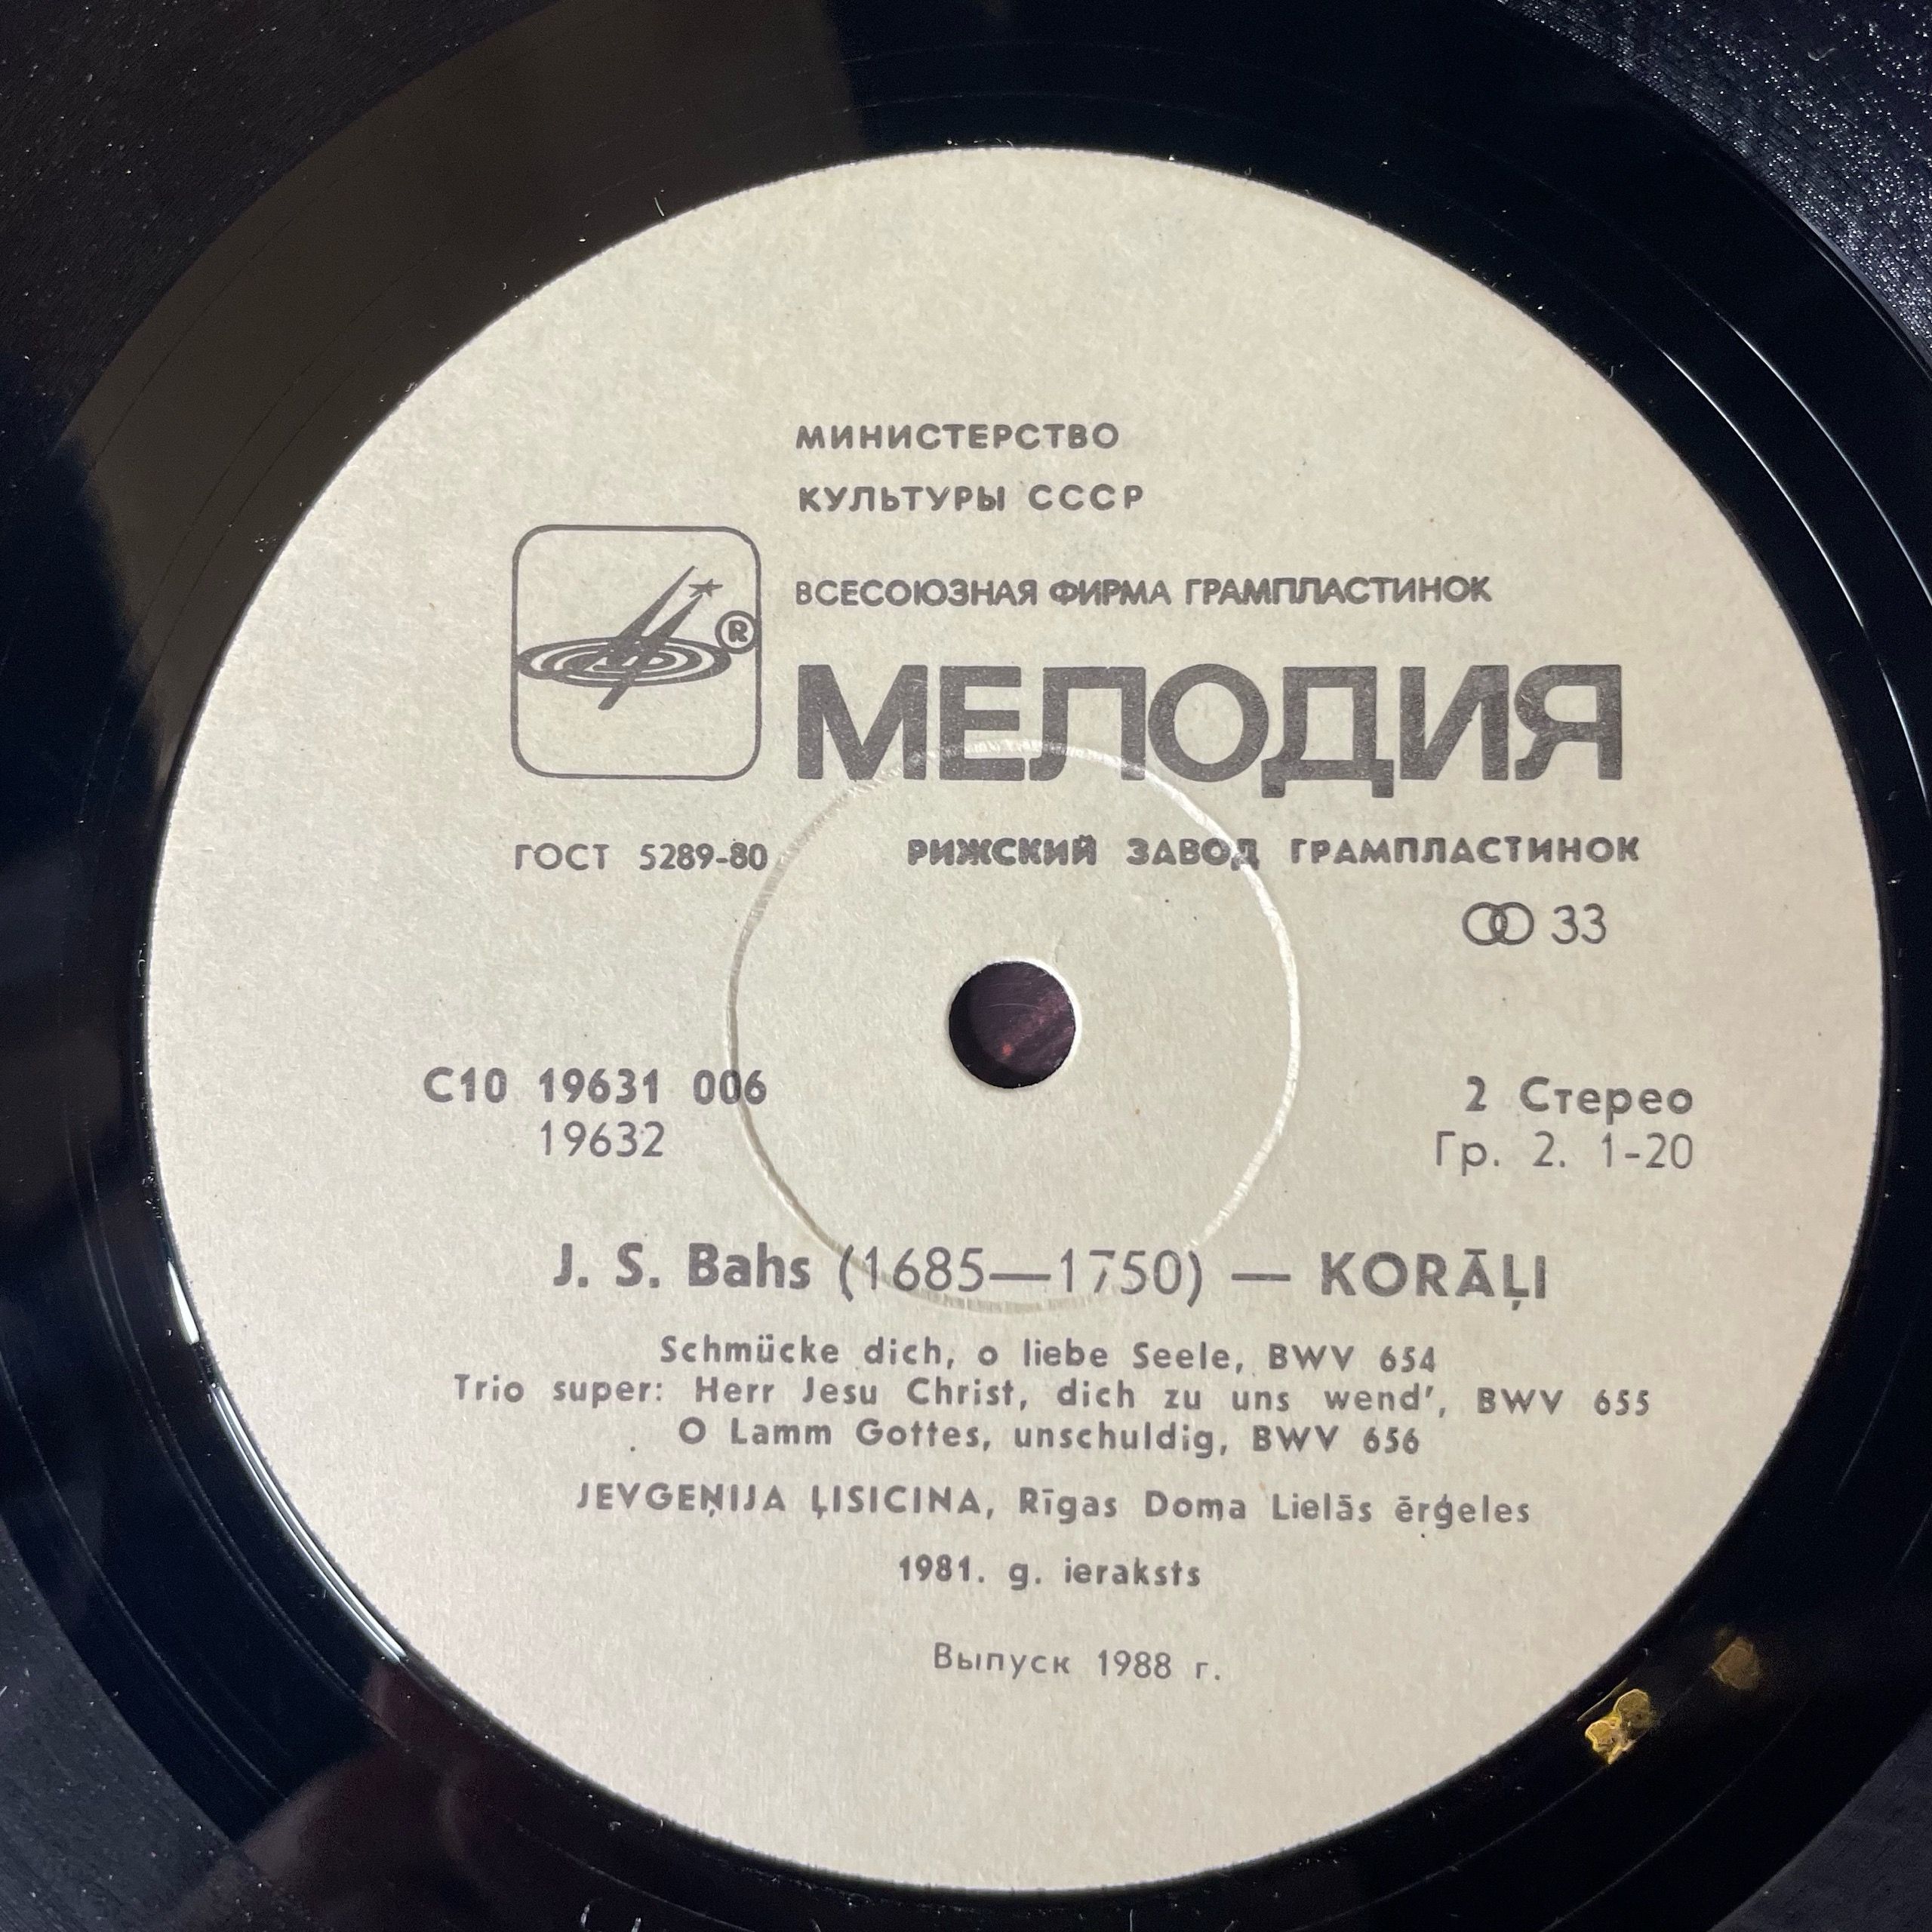 МИНИСТЕРСТВО
КУЛЬТУРЫ СССР
ВСЕСОЮЗНАЯ ФИРМА ГРАМПЛАСТИНОК
®
МЕЛОДИЯ
ГОСТ 5289-80
РИЖСКИЙ ЗАВОД ГРАМПЛАСТИНОК
33
С10 19631 006
19632
2 Стерео
Гр. 2. 1-20
J. S. Bahs (1685—1750) — KORĀĻI
Schmücke dich, o liebe Seele, BWV 654
Trio super: Herr Jesu Christ, dich zu uns wend', BWV 655
O Lamm Gottes, unschuldig, BWV 656
JEVGEŅIJA ĻISICINA, Rīgas Doma Lielās ērģeles
1981. g. ieraksts
Выпуск 1988 г.